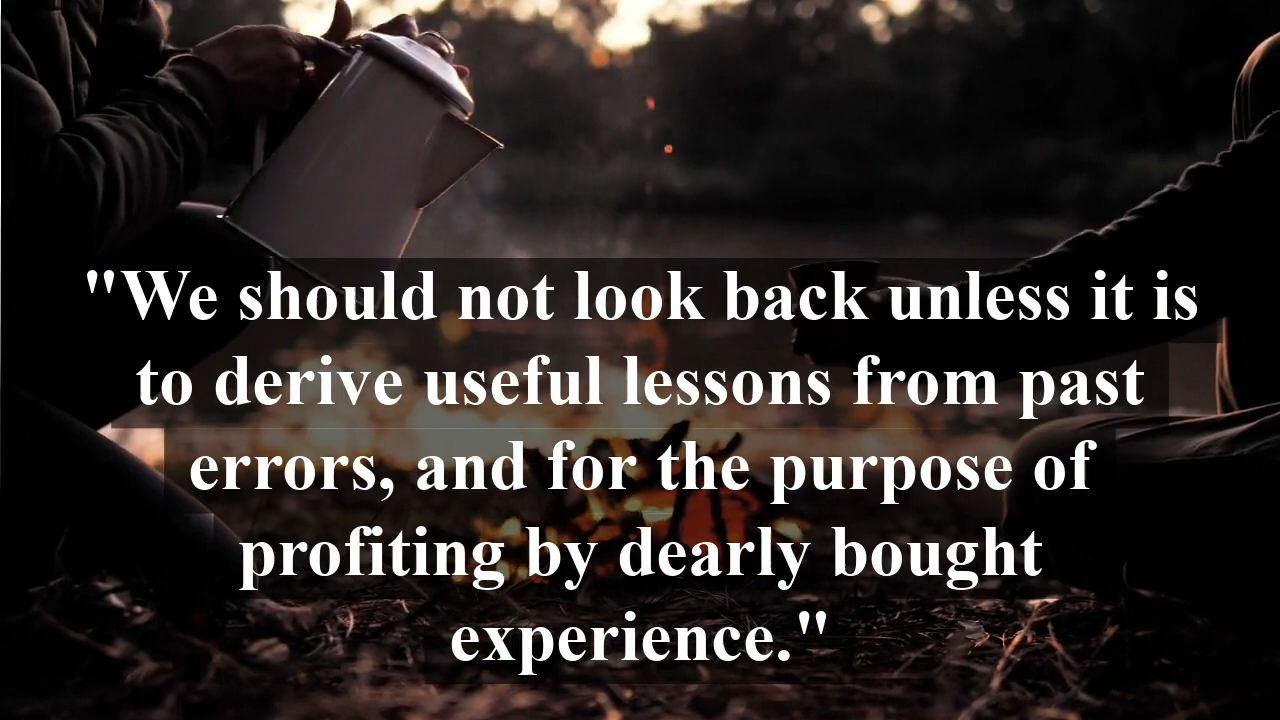 "We should not look back unless it is
to derive useful lessons from past
errors, and for the purpose of
profiting by dearly bought
experience."